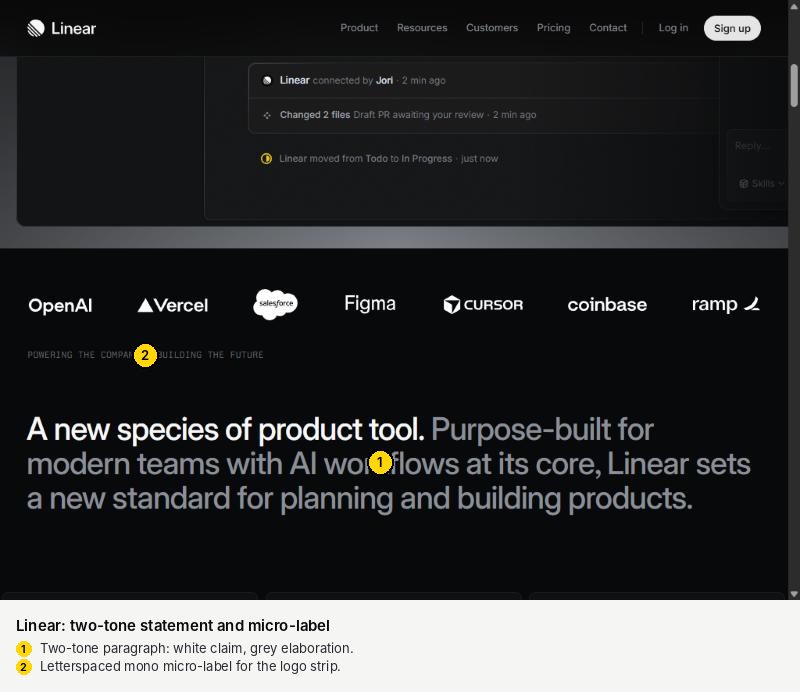 Linear
Product Resources Customers Pricing Contact Log in Sign up
Linear connected by Jori · 2 min ago
Changed 2 files Draft PR awaiting your review · 2 min ago
Linear moved from Todo to In Progress · just now
Reply...
Skills
OpenAI Vercel salesforce Figma CURSOR coinbase ramp
POWERING THE 2 BUILDING THE FUTURE
A new species of product tool. Purpose-built for
modern teams with AI 1 at its core, Linear sets
a new standard for planning and building products.
Linear: two-tone statement and micro-label
1 Two-tone paragraph: white claim, grey elaboration.
2 Letterspaced mono micro-label for the logo strip.